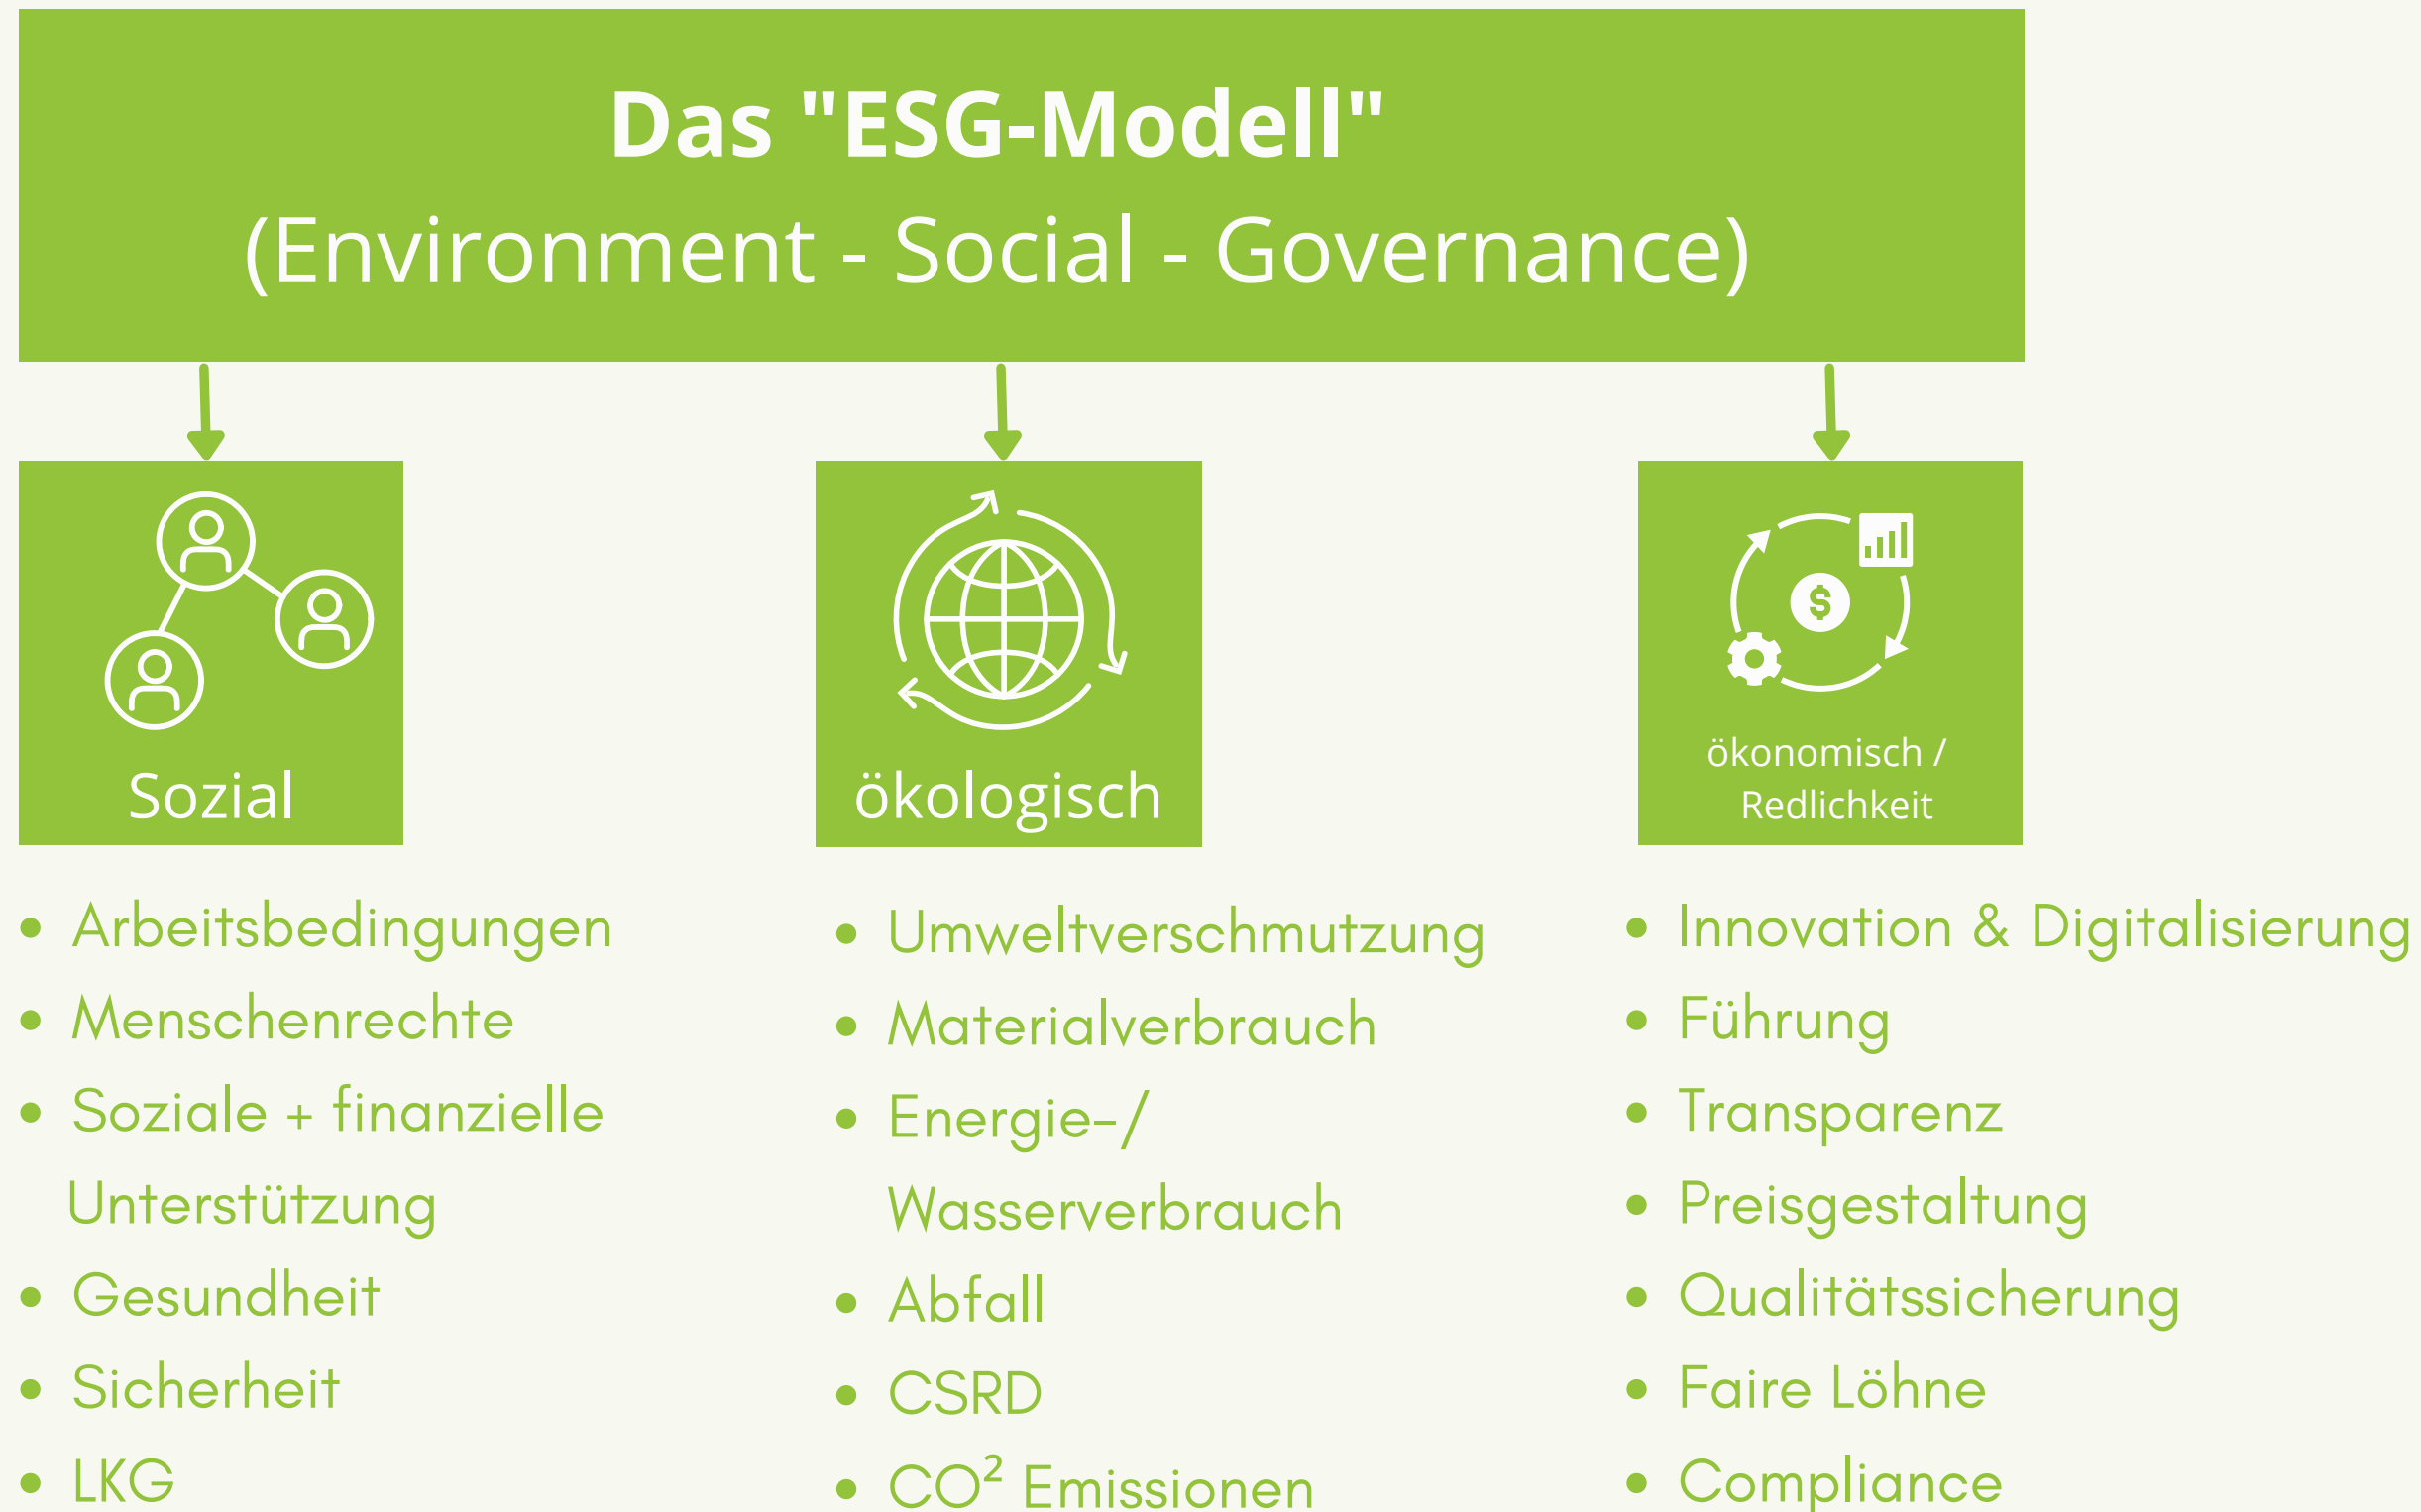 Das "ESG-Modell"
(Environment - Social - Governance)
Sozial
ökologisch
ökonomisch /
Redlichkeit
$
• Arbeitsbedingungen
• Menschenrechte
• Soziale + finanzielle
Unterstützung
• Gesundheit
• Sicherheit
• LKG
• Umweltverschmutzung
• Materialverbrauch
• Energie-/
Wasserverbrauch
• Abfall
• CSRD
• CO² Emissionen
• Innovation & Digitalisierung
• Führung
• Transparenz
• Preisgestaltung
• Qualitätssicherung
• Faire Löhne
• Compliance